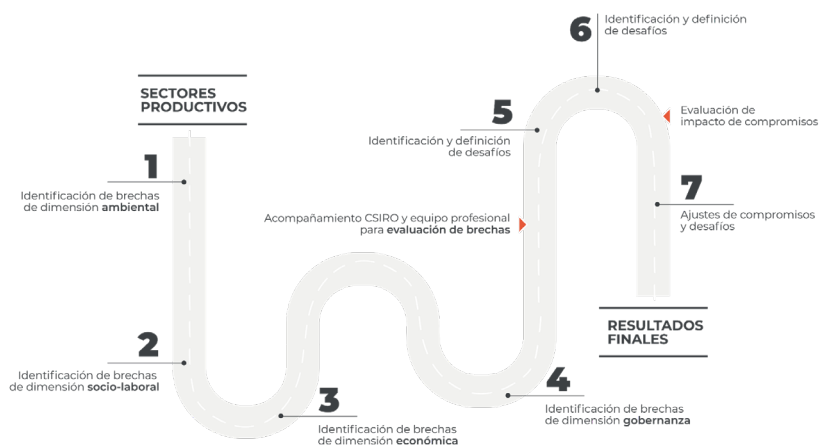 SECTORES
PRODUCTIVOS
1
Identificación de brechas
de dimensión ambiental
2
Identificación de brechas
de dimensión socio-laboral
3
Identificación de brechas
de dimensión económica
4
Identificación de brechas
de dimensión gobernanza
Acompañamiento CSIRO y equipo profesional
para evaluación de brechas
5
Identificación y definición
de desafíos
6
Identificación y definición
de desafíos
Evaluación de
impacto de compromisos
7
Ajustes de compromisos
y desafíos
RESULTADOS
FINALES